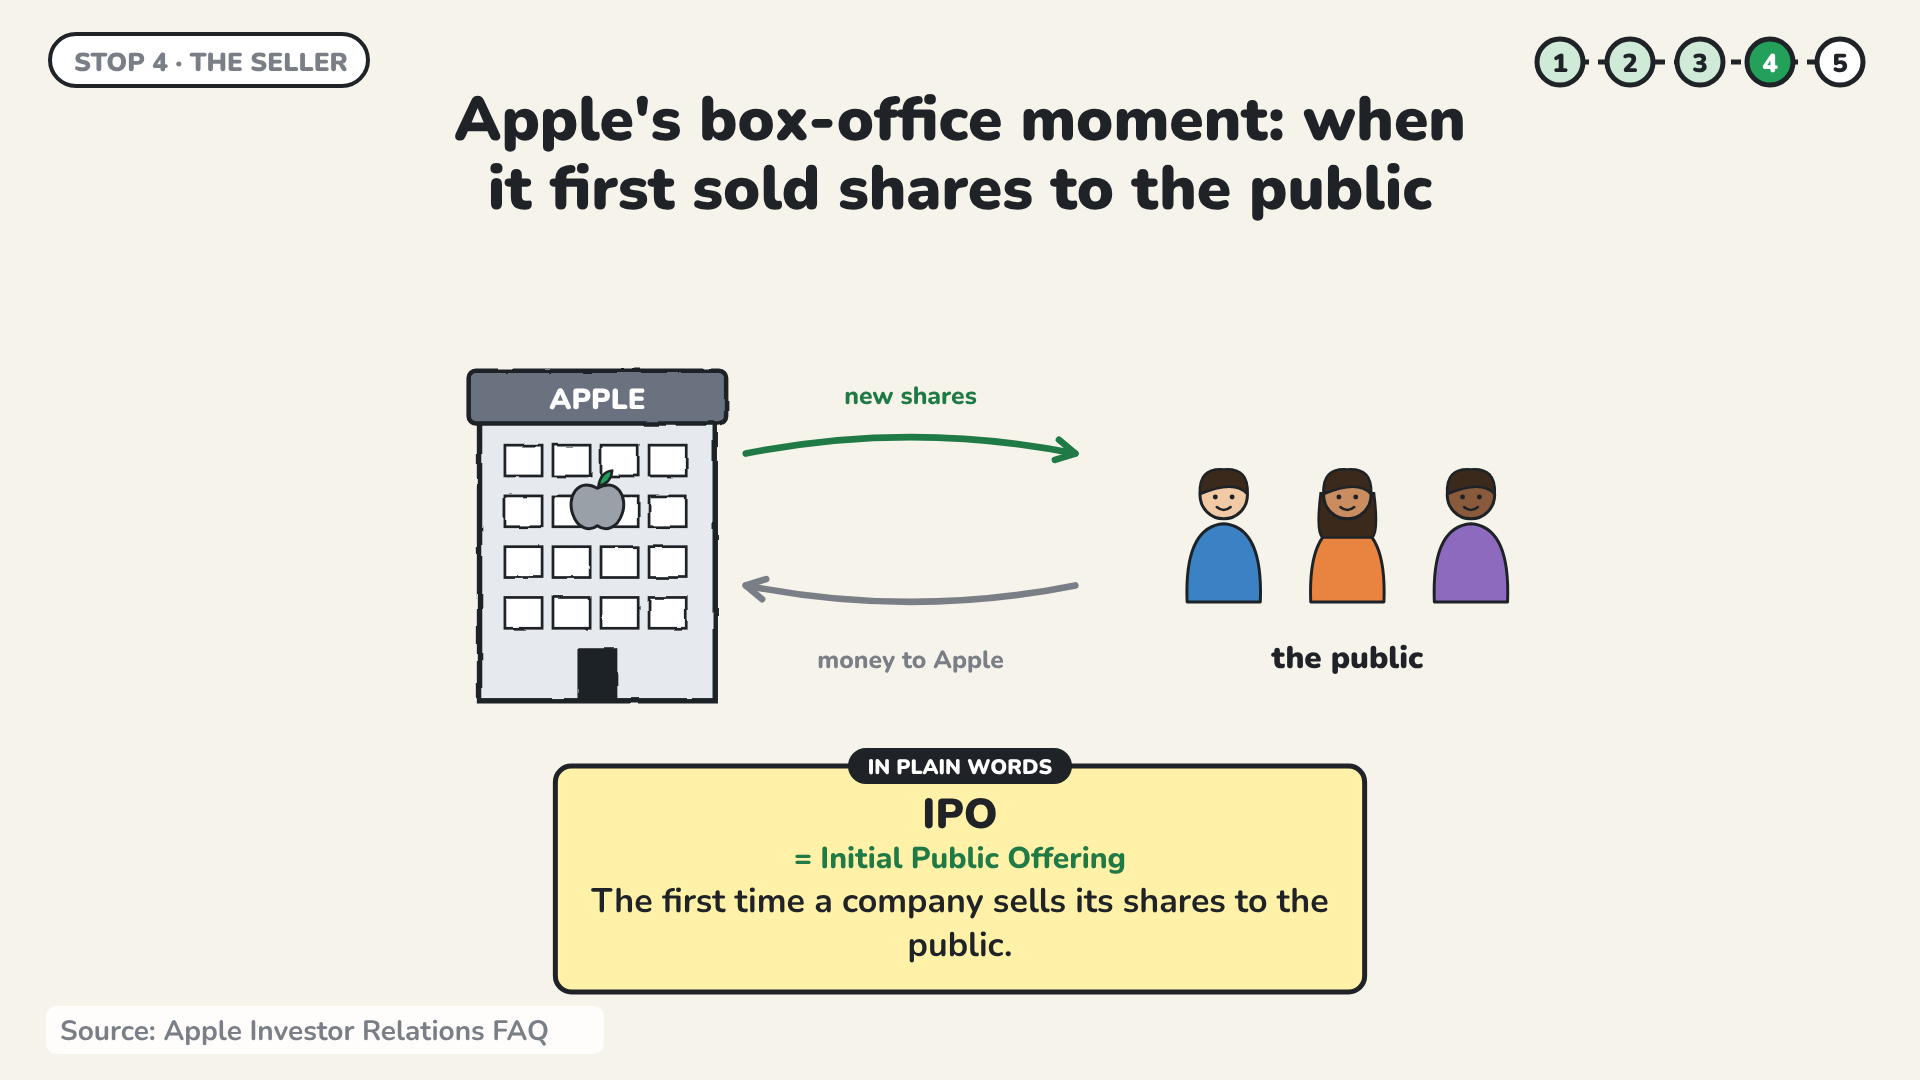 STOP 4 · THE SELLER
1 2 3 4 5
Apple's box-office moment: when
it first sold shares to the public
APPLE
new shares
money to Apple
the public
IN PLAIN WORDS
IPO
= Initial Public Offering
The first time a company sells its shares to the
public.
Source: Apple Investor Relations FAQ